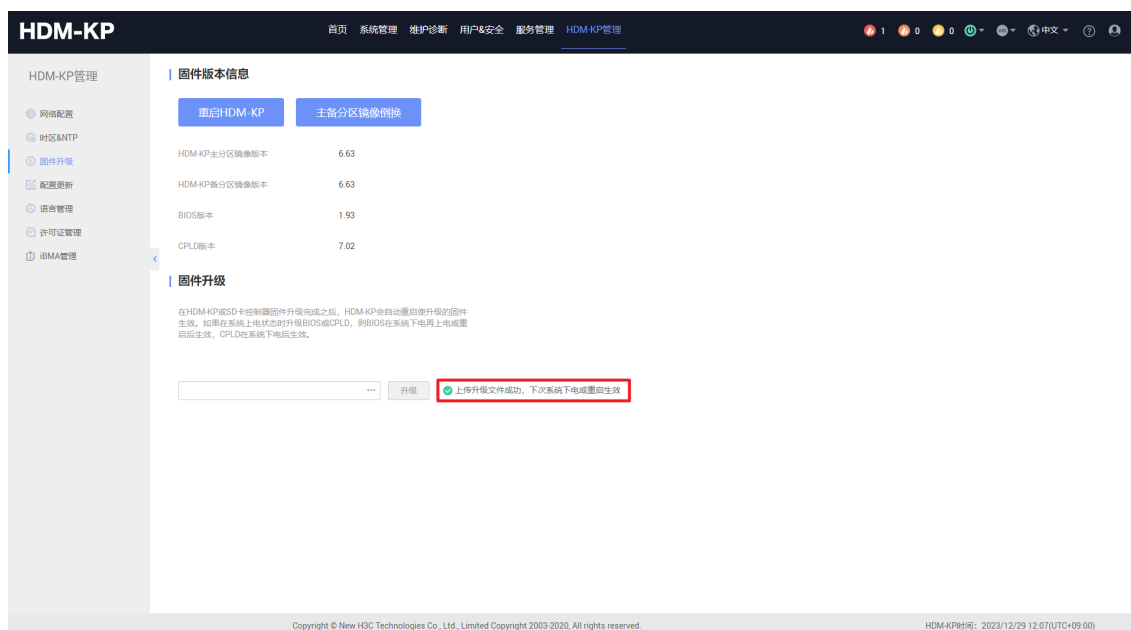 HDM-KP
首页 系统管理 维护诊断 用户&安全 服务管理 HDM-KP管理
1 0 0 中文
HDM-KP管理
网络配置
时区&NTP
固件升级
配置更新
语言管理
许可证管理
iBMA管理
固件版本信息
重启HDM-KP 主备分区镜像倒换
HDM-KP主分区镜像版本 6.63
HDM-KP备分区镜像版本 6.63
BIOS版本 1.93
CPLD版本 7.02
固件升级
在HDM-KP或SD卡控制器固件升级完成之后，HDM-KP会自动重启使升级的固件
生效。如果在系统上电状态时升级BIOS或CPLD，则BIOS在系统下电再上电或重
启后生效，CPLD在系统下电后生效。
... 升级 上传升级文件成功，下次系统下电或重启生效
Copyright © New H3C Technologies Co., Ltd., Limited Copyright 2003-2020, All rights reserved.
HDM-KP时间：2023/12/29 12:07(UTC+09:00)